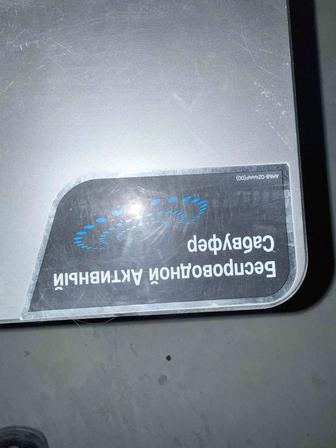 Беспроводной Активный
Сабвуфер